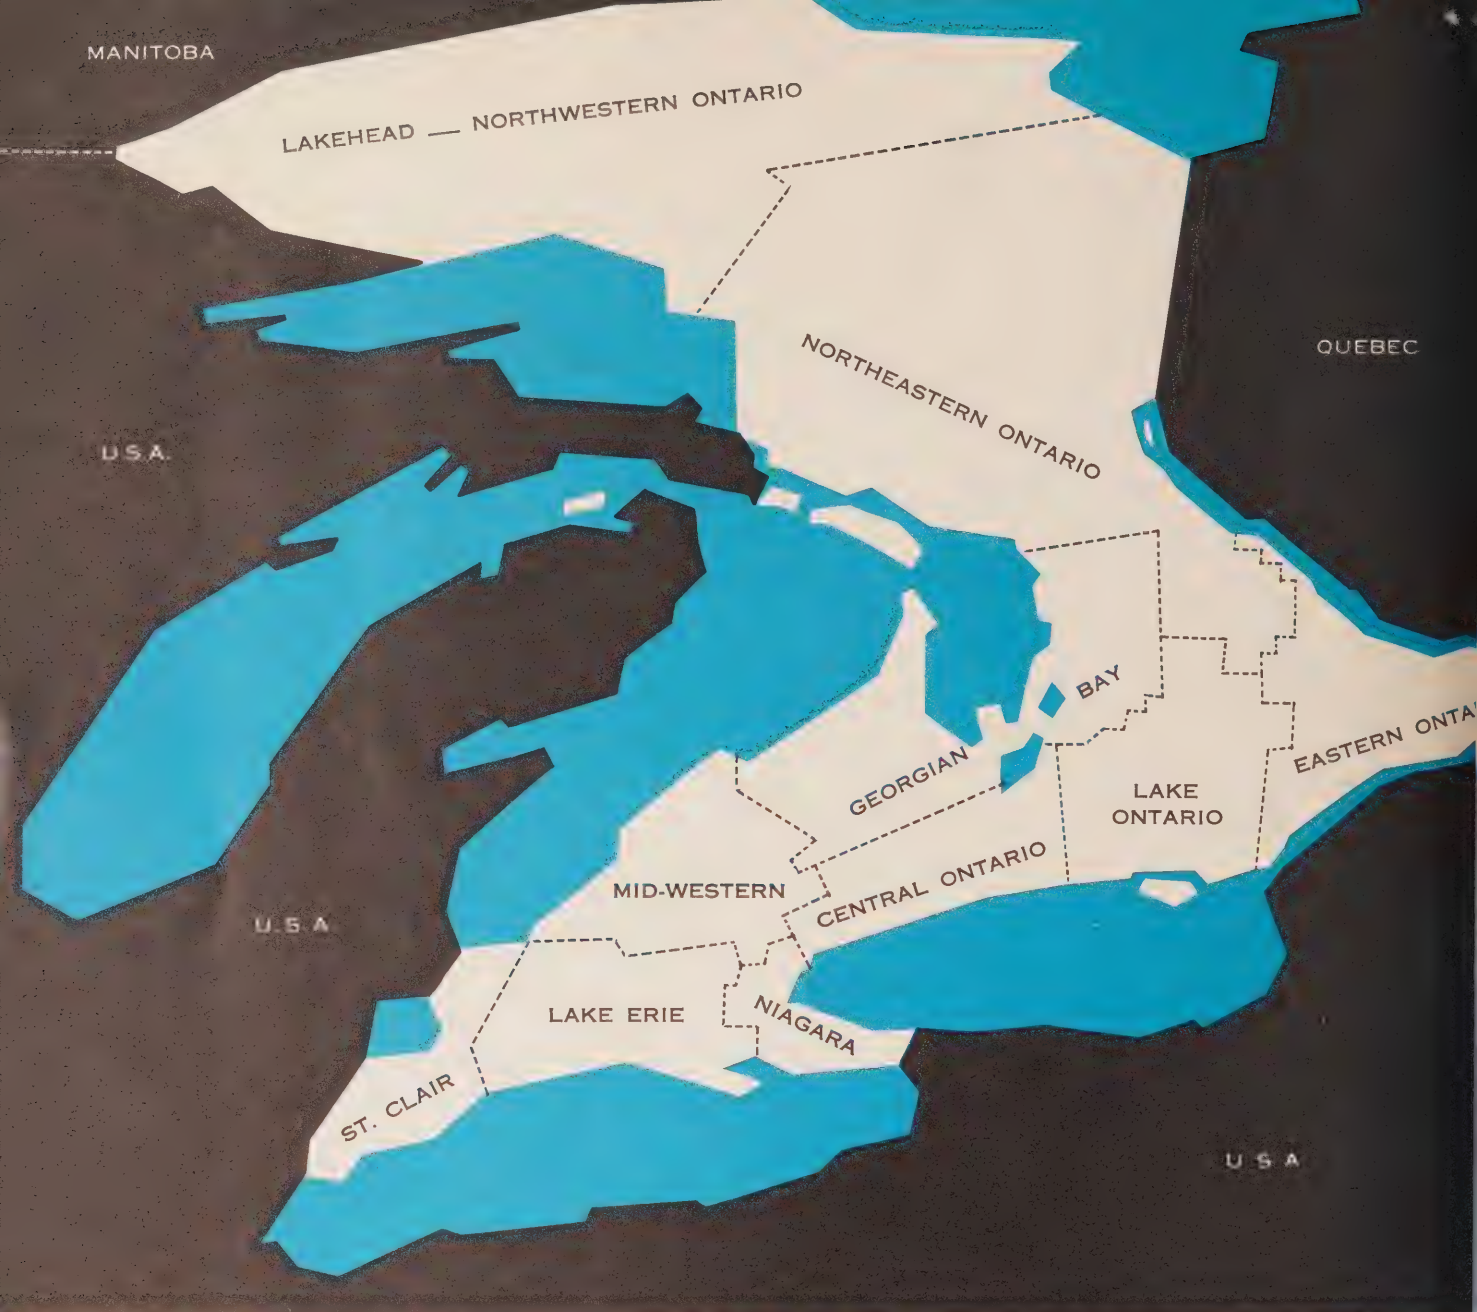 MANITOBA
LAKEHEAD — NORTHWESTERN ONTARIO
QUEBEC
NORTHEASTERN ONTARIO
U.S.A.
BAY
EASTERN
GEORGIAN
LAKE
ONTARIO
CENTRAL ONTARIO
MID-WESTERN
U.S.A
LAKE ERIE
NIAGARA
ST. CLAIR
U S A